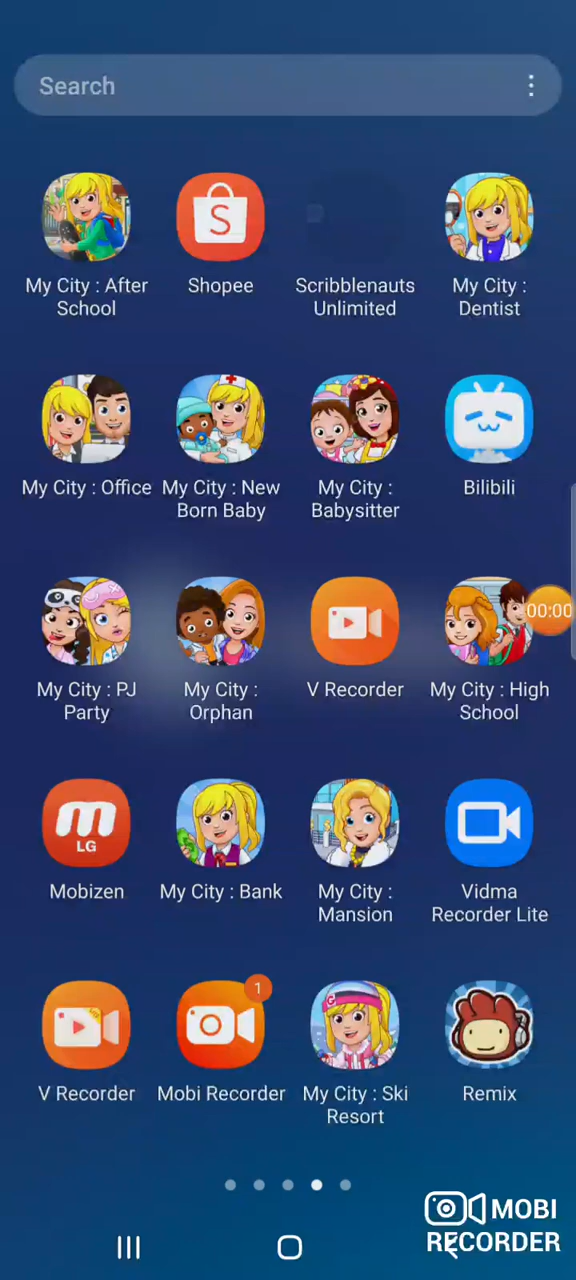 Search
S
My City : After
School
Shopee
Scribblenauts
Unlimited
My City :
Dentist
My City : Office
My City : New
Born Baby
My City :
Babysitter
Bilibili
00:00
My City : PJ
Party
My City :
Orphan
V Recorder
My City : High
School
m
LG
Mobizen
My City : Bank
My City :
Mansion
Vidma
Recorder Lite
1
V Recorder
Mobi Recorder
My City : Ski
Resort
Remix
MOBI
RECORDER